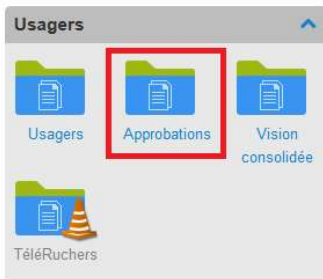 Usagers
Usagers
Approbations
Vision
consolidée
TéléRuchers